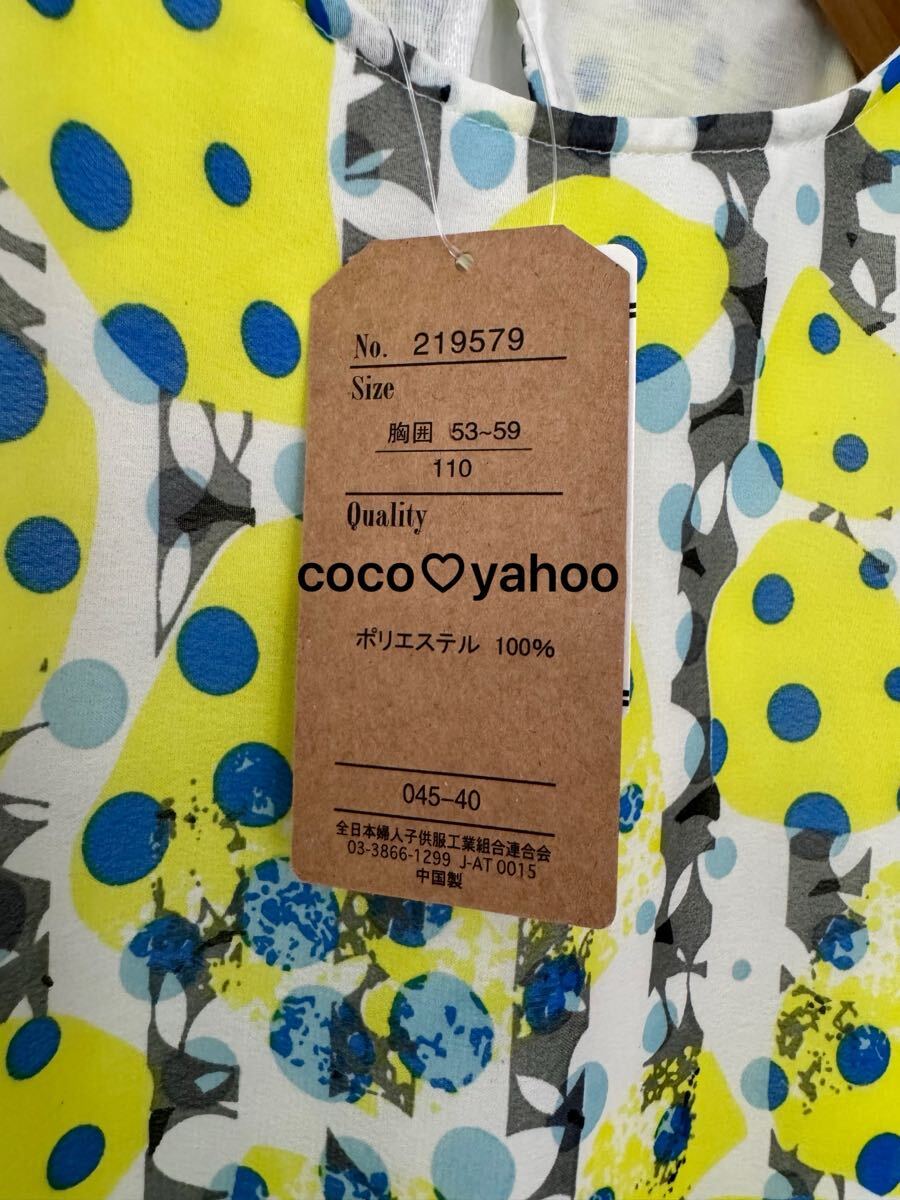 No. 219579
Size
胸囲 53~59
110
Quality
coco♡yahoo
ポリエステル 100%
045-40
全日本婦人子供服工業組合連合会
03-3866-1299 J-AT 0015
中国製